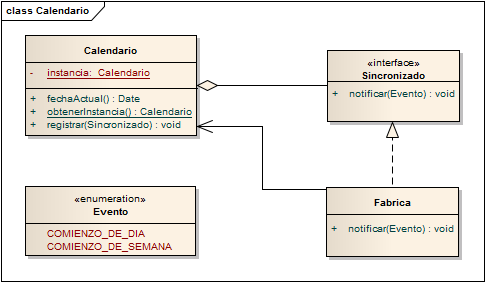 class Calendario
Calendario
- instancia: Calendario
+ fechaActual() : Date
+ obtenerInstancia() : Calendario
+ registrar(Sincronizado) : void
«interface»
Sincronizado
+ notificar(Evento) : void
«enumeration»
Evento
COMIENZO_DE_DIA
COMIENZO_DE_SEMANA
Fabrica
+ notificar(Evento) : void